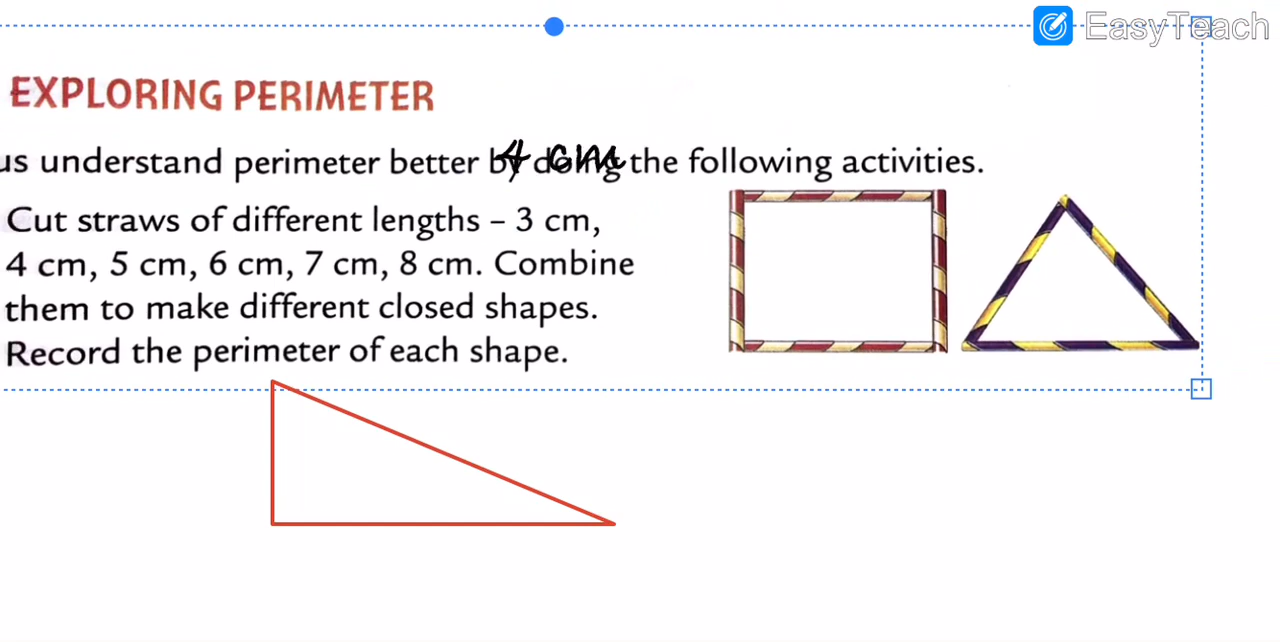 EasyTeach
EXPLORING PERIMETER
us understand perimeter better by doing the following activities.
4 cm
Cut straws of different lengths – 3 cm,
4 cm, 5 cm, 6 cm, 7 cm, 8 cm. Combine
them to make different closed shapes.
Record the perimeter of each shape.